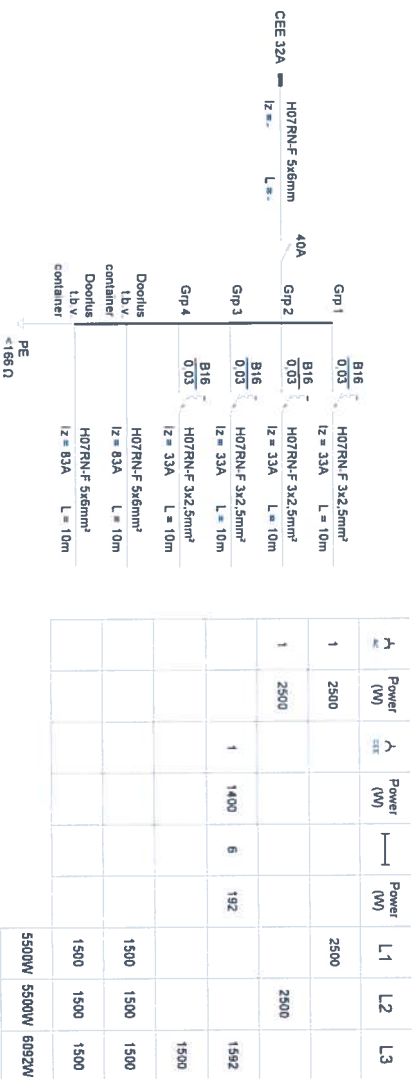 CEE 32A
H07RN-F 5x6mm
Iz = - L = -
40A
Grp 1
B16
0,03
H07RN-F 3x2,5mm²
Iz = 33A L = 10m
Grp 2
B16
0,03
H07RN-F 3x2,5mm²
Iz = 33A L = 10m
Grp 3
B16
0,03
H07RN-F 3x2,5mm²
Iz = 33A L = 10m
Grp 4
B16
0,03
H07RN-F 3x2,5mm²
Iz = 33A L = 10m
Doorlus
t.b.v.
container
H07RN-F 5x6mm²
Iz = 83A L = 10m
Doorlus
t.b.v.
container
H07RN-F 5x6mm²
Iz = 83A L = 10m
PE
<166 Ω
Power (W) Power (W) Power (W) L1 L2 L3
1 2500 2500
1 2500 2500
1 1400 6 192 1592
1500
1500 1500 1500
1500 1500 1500
5500W 5500W 6092W